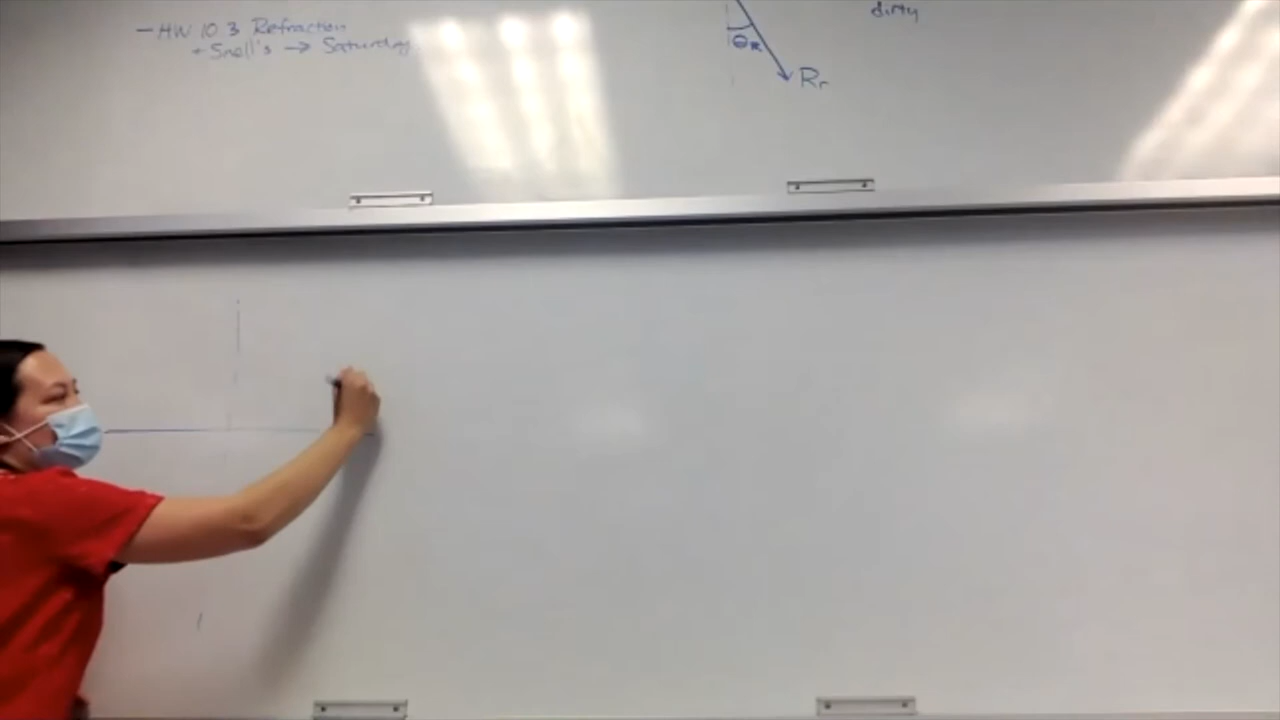 - HW 10.3 Refraction
+ Snell's → Saturday
dirty
θR
Rr